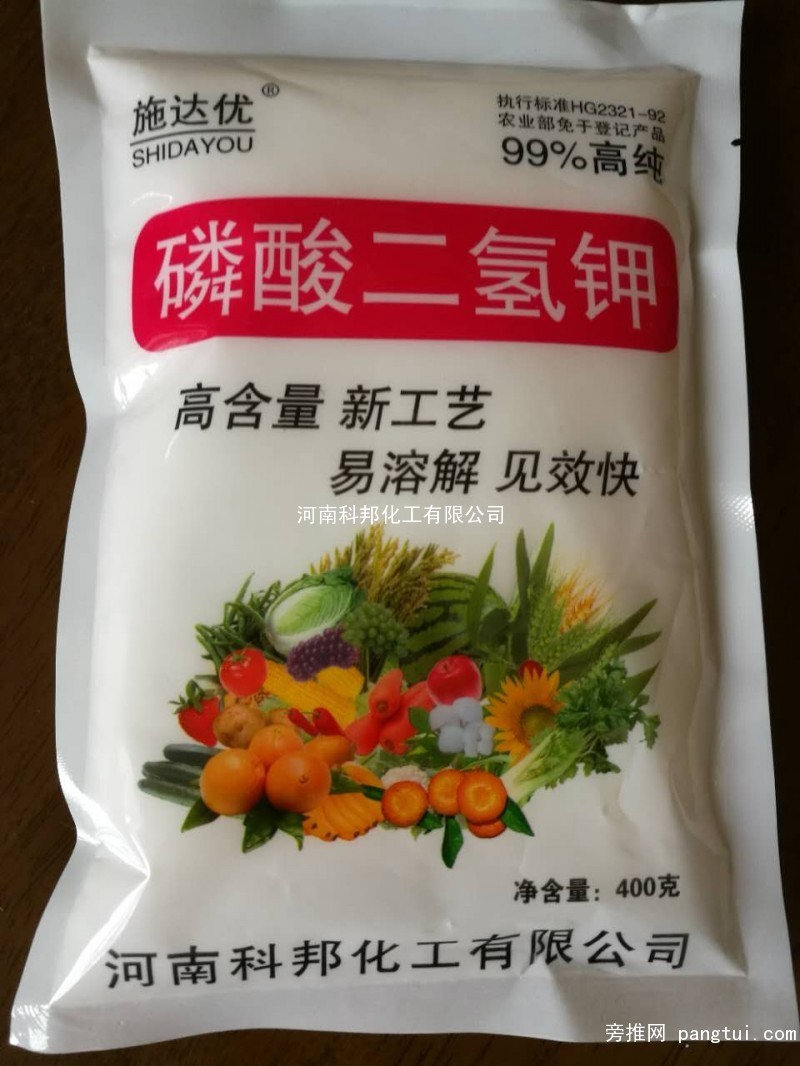 施达优®
SHIDAYOU
执行标准HG2321-92
农业部免于登记产品
99%高纯
磷酸二氢钾
高含量 新工艺
易溶解 见效快
河南科邦化工有限公司
净含量：400克
河南科邦化工有限公司
旁推网 pangtui.com